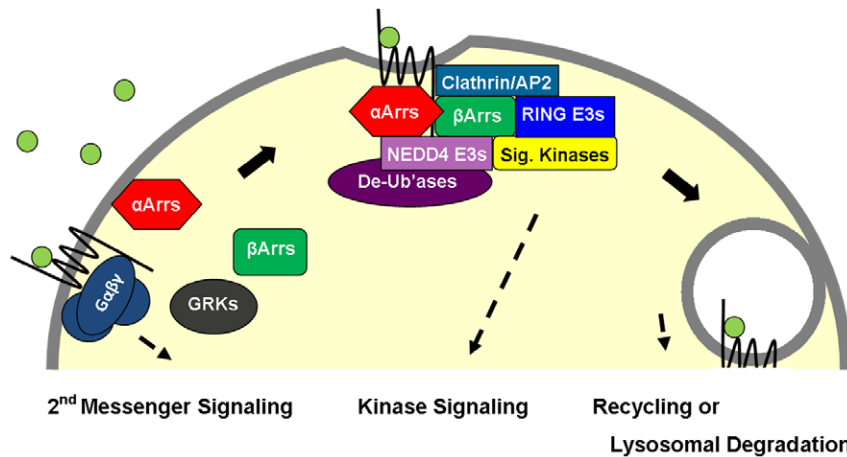 Clathrin/AP2
αArrs
βArrs
RING E3s
NEDD4 E3s
Sig. Kinases
De-Ub'ases
αArrs
βArrs
Gαβγ
GRKs
2nd Messenger Signaling
Kinase Signaling
Recycling or
Lysosomal Degradation